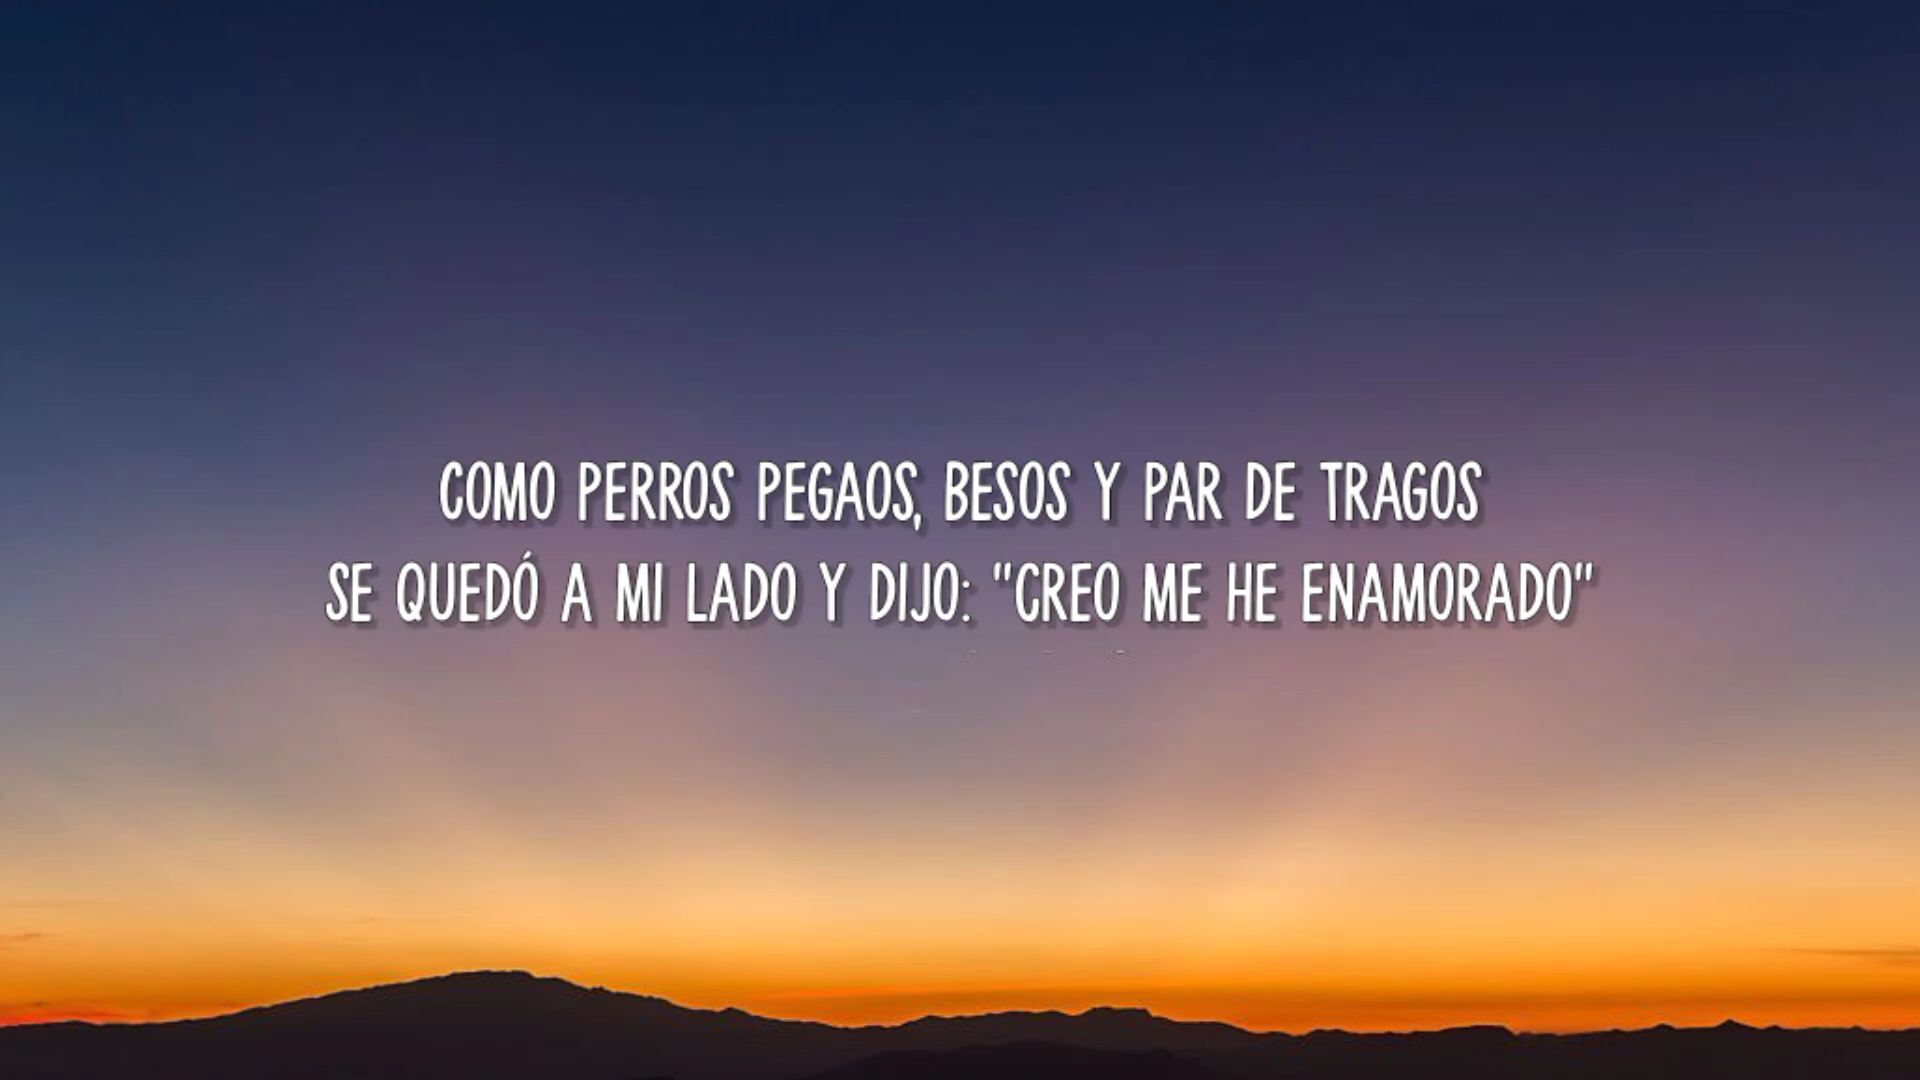 COMO PERROS PEGAOS, BESOS Y PAR DE TRAGOS
SE QUEDÓ A MI LADO Y DIJO: "CREO ME HE ENAMORADO"